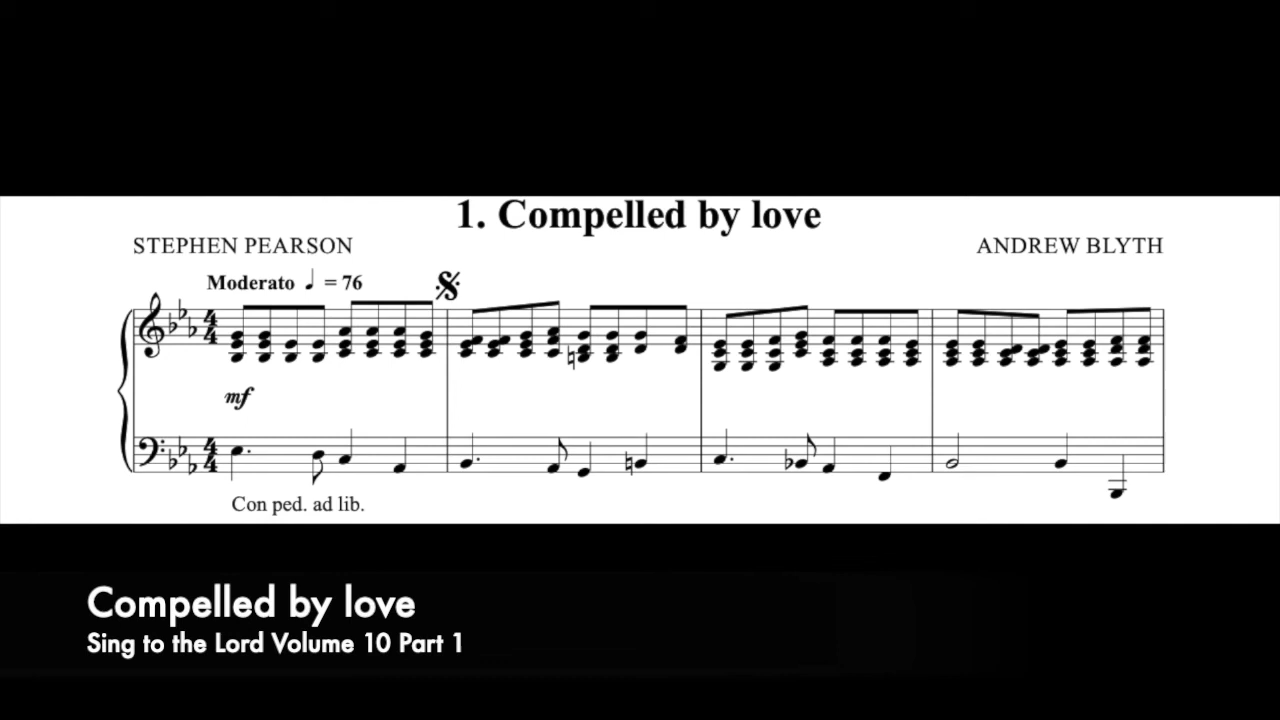 1. Compelled by love
STEPHEN PEARSON ANDREW BLYTH
Moderato ♩ = 76
mf
Con ped. ad lib.
Compelled by love
Sing to the Lord Volume 10 Part 1